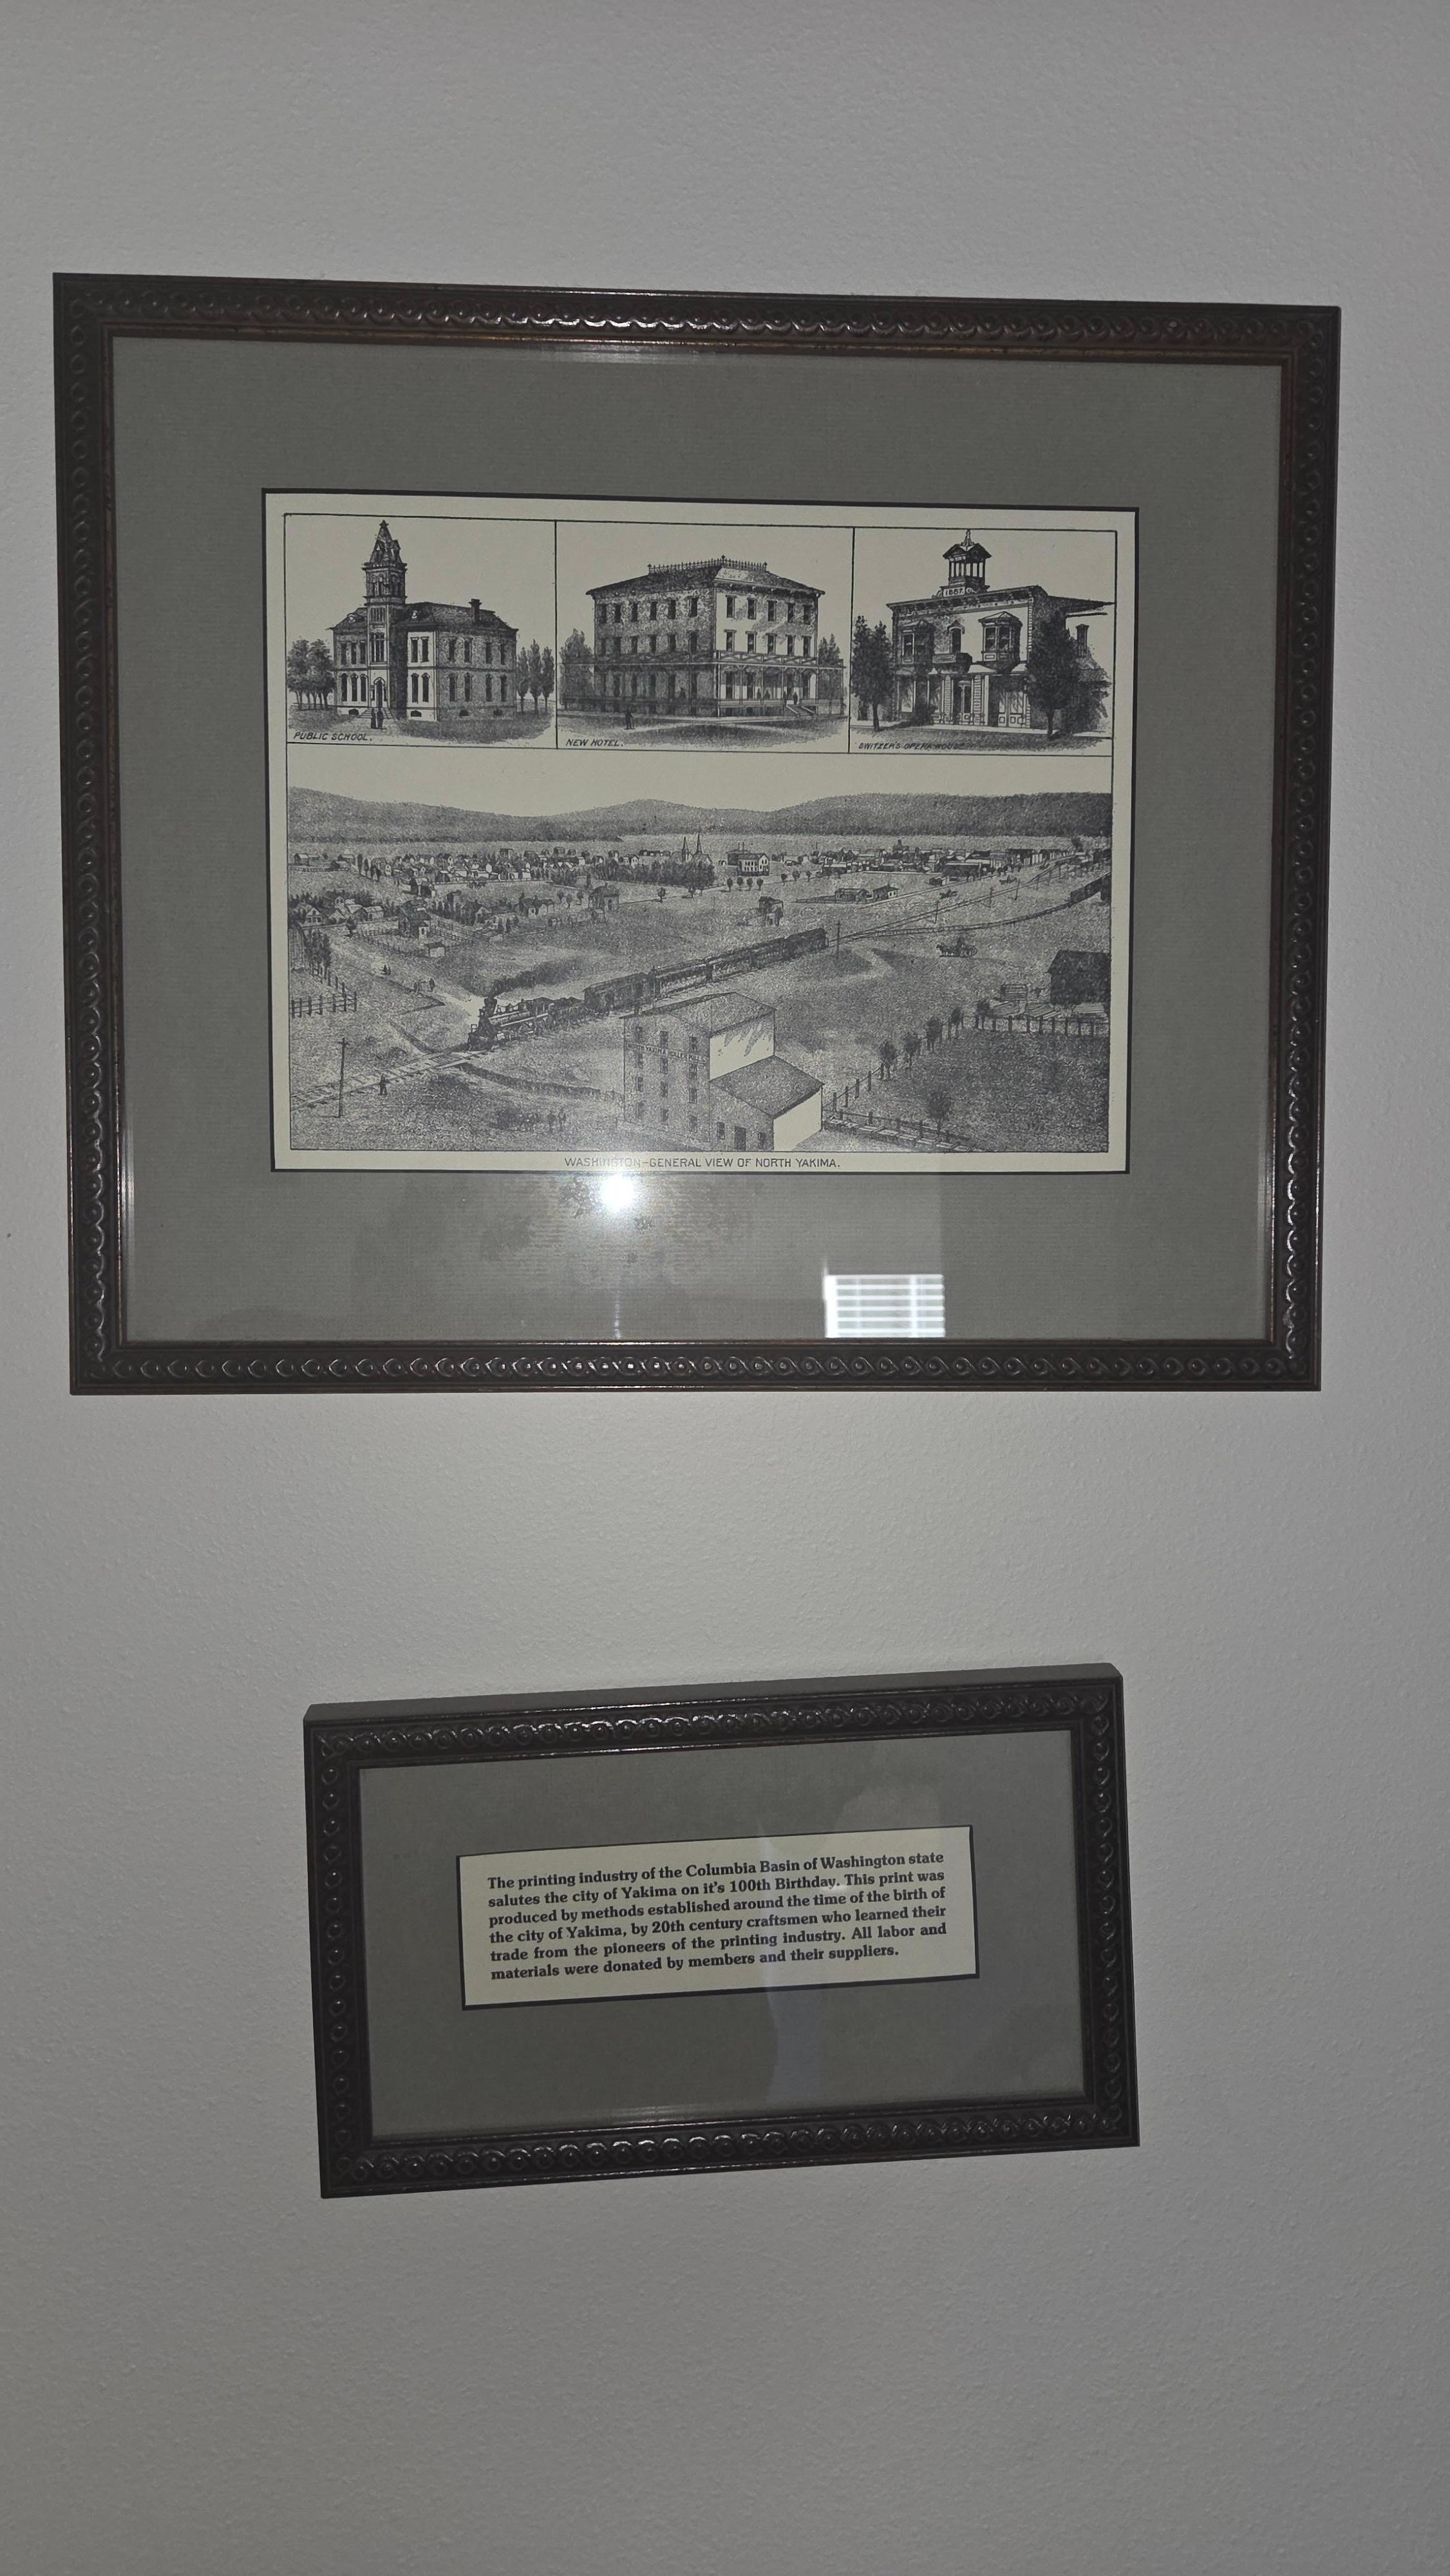 1887.
PUBLIC SCHOOL.
NEW HOTEL.
SWITZER'S OPERA HOUSE.
YAKIMA ROLLER MILLS
WASHINGTON-GENERAL VIEW OF NORTH YAKIMA.
The printing industry of the Columbia Basin of Washington state
salutes the city of Yakima on it's 100th Birthday. This print was
produced by methods established around the time of the birth of
the city of Yakima, by 20th century craftsmen who learned their
trade from the pioneers of the printing industry. All labor and
materials were donated by members and their suppliers.